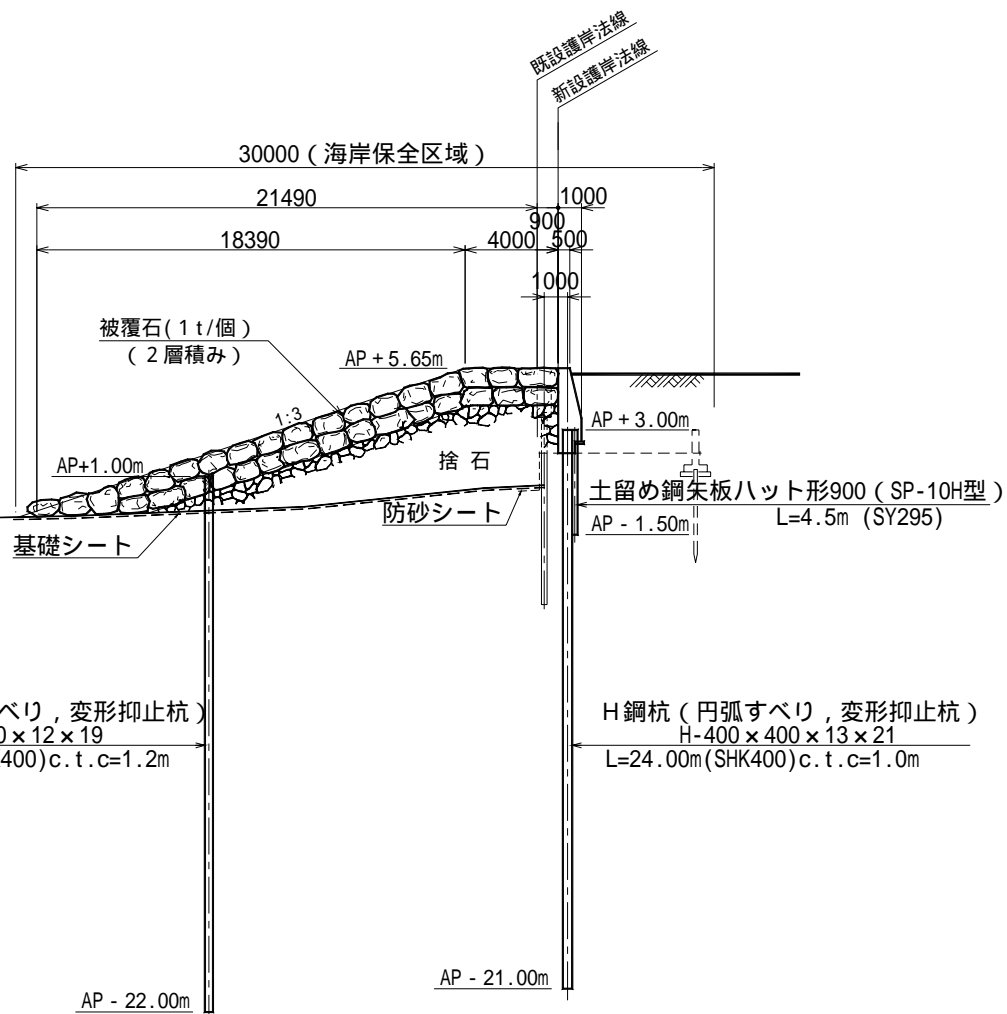 既設護岸法線
新設護岸法線
30000（海岸保全区域）
21490
1000
900
18390
4000
500
1000
被覆石(1t/個)
（2層積み）
AP+5.65m
1:3
AP+1.00m
AP+3.00m
捨 石
土留め鋼矢板ハット形900（SP-10H型）
L=4.5m (SY295)
防砂シート
AP-1.50m
基礎シート
べり，変形抑止杭）
0×12×19
400)c.t.c=1.2m
H鋼杭（円弧すべり，変形抑止杭）
H-400×400×13×21
L=24.00m(SHK400)c.t.c=1.0m
AP-21.00m
AP-22.00m